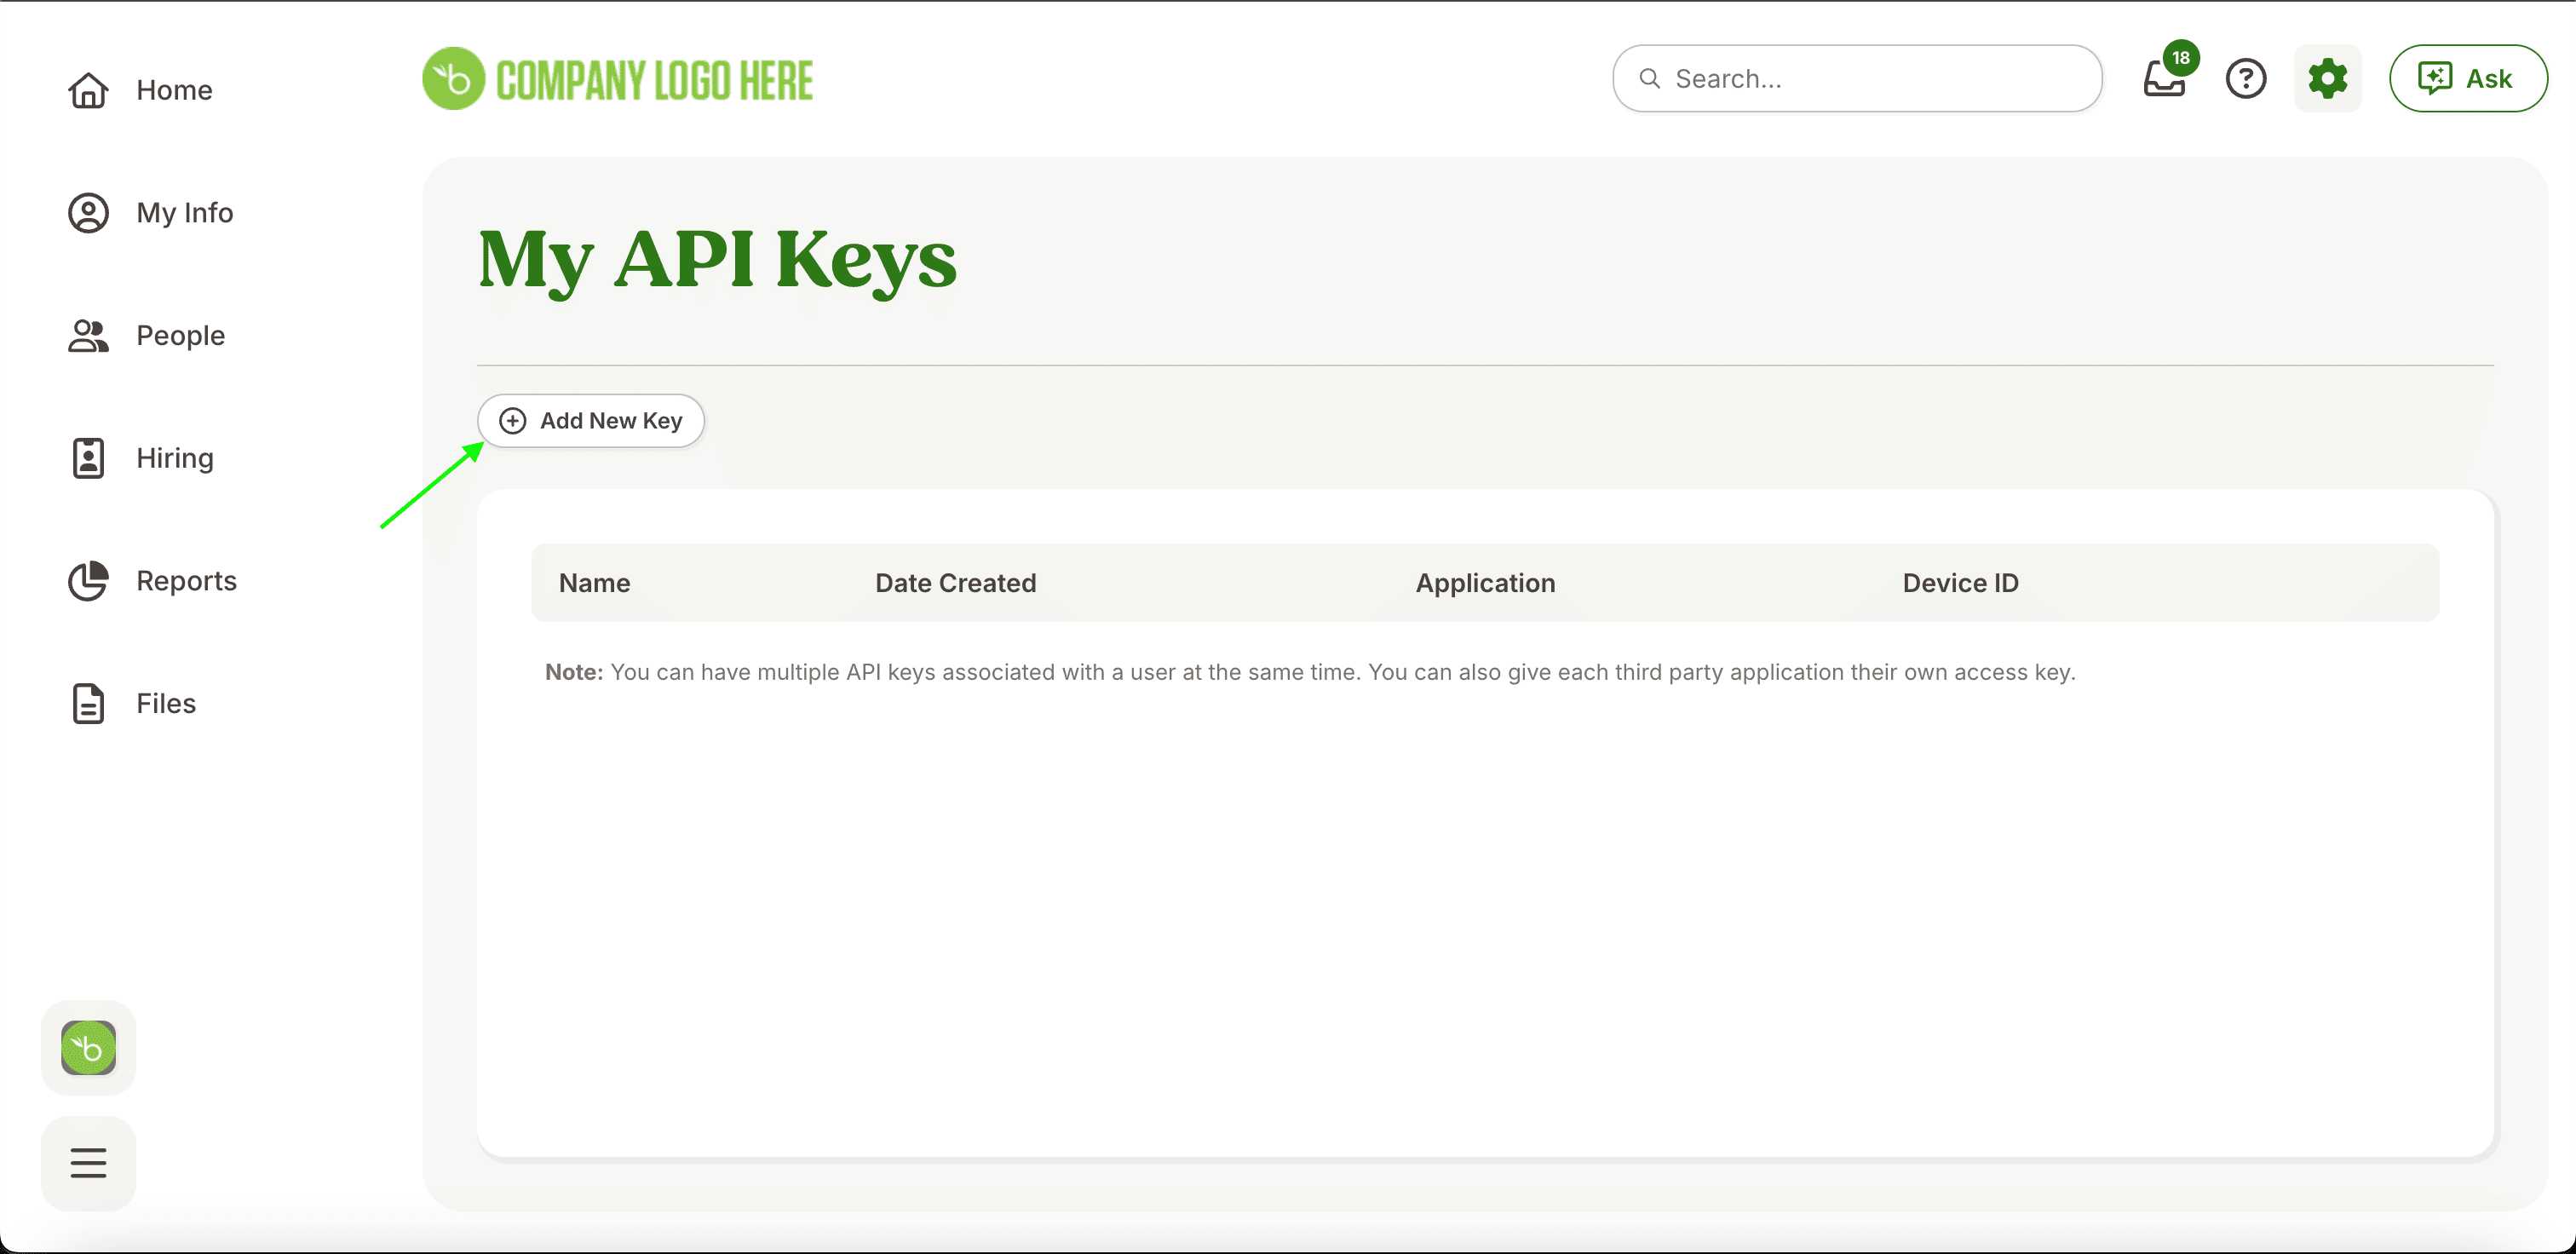 Home
My Info
People
Hiring
Reports
Files
b COMPANY LOGO HERE
Search...
18
?
Ask
My API Keys
Add New Key
Name Date Created Application Device ID
Note: You can have multiple API keys associated with a user at the same time. You can also give each third party application their own access key.
b